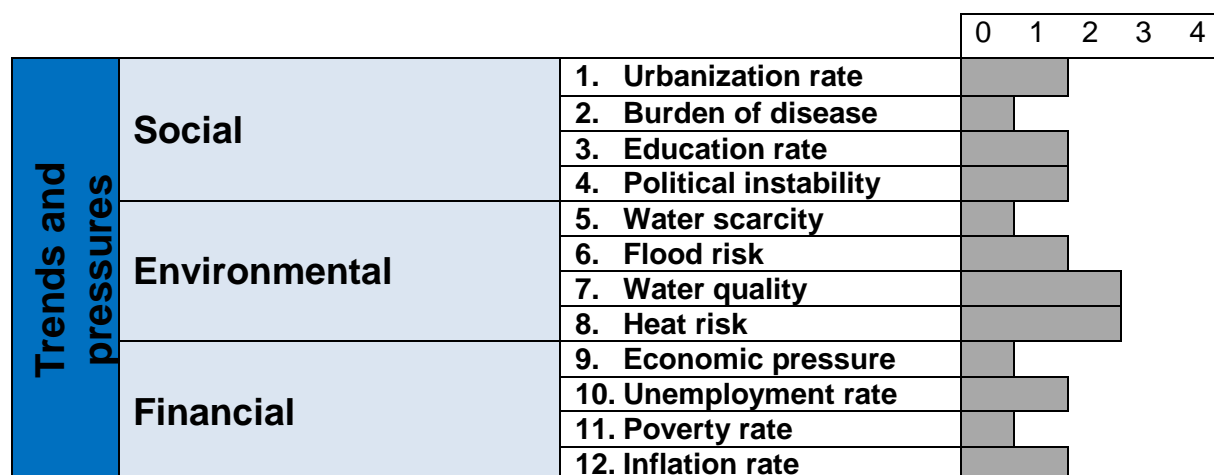 0 1 2 3 4
Trends and
pressures
Social
1. Urbanization rate
2. Burden of disease
3. Education rate
4. Political instability
Environmental
5. Water scarcity
6. Flood risk
7. Water quality
8. Heat risk
Financial
9. Economic pressure
10. Unemployment rate
11. Poverty rate
12. Inflation rate